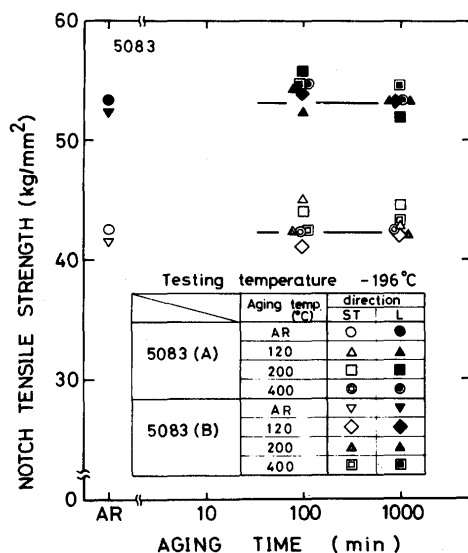 60
5083
50
40
30
0
NOTCH TENSILE STRENGTH (kg/mm²)
Testing temperature -196°C
Aging temp. (°C) direction
ST L
5083 (A) AR
120
200
400
5083 (B) AR
120
200
400
AR 10 100 1000
AGING TIME (min)